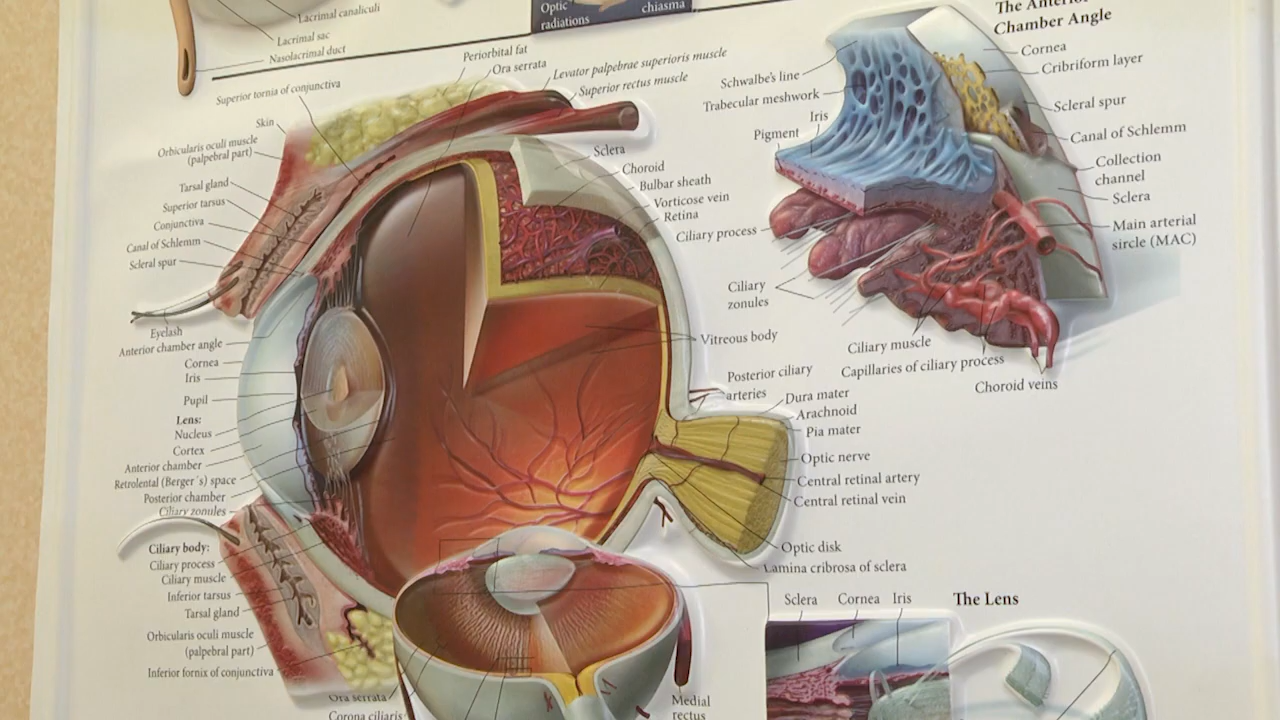 Lacrimal canaliculi
Lacrimal sac
Nasolacrimal duct
Optic
radiations
chiasma
The Anterior
Chamber Angle
Periorbital fat
Ora serrata
Levator palpebrae superioris muscle
Superior rectus muscle
Superior fornix of conjunctiva
Skin
Orbicularis oculi muscle
(palpebral part)
Tarsal gland
Superior tarsus
Conjunctiva
Canal of Schlemm
Scleral spur
Eyelash
Anterior chamber angle
Cornea
Iris
Pupil
Lens:
Nucleus
Cortex
Anterior chamber
Retrolental (Berger´s) space
Posterior chamber
Ciliary zonules
Ciliary body:
Ciliary process
Ciliary muscle
Inferior tarsus
Tarsal gland
Orbicularis oculi muscle
(palpebral part)
Inferior fornix of conjunctiva
Ora serrata
Corona ciliaris
Sclera
Choroid
Bulbar sheath
Vorticose vein
Retina
Vitreous body
Posterior ciliary
arteries
Dura mater
Arachnoid
Pia mater
Optic nerve
Central retinal artery
Central retinal vein
Optic disk
Lamina cribrosa of sclera
Medial
rectus
Schwalbe's line
Trabecular meshwork
Iris
Pigment
Ciliary process
Ciliary
zonules
Ciliary muscle
Capillaries of ciliary process
Choroid veins
Cornea
Cribriform layer
Scleral spur
Canal of Schlemm
Collection
channel
Sclera
Main arterial
sircle (MAC)
Sclera
Cornea
Iris
The Lens